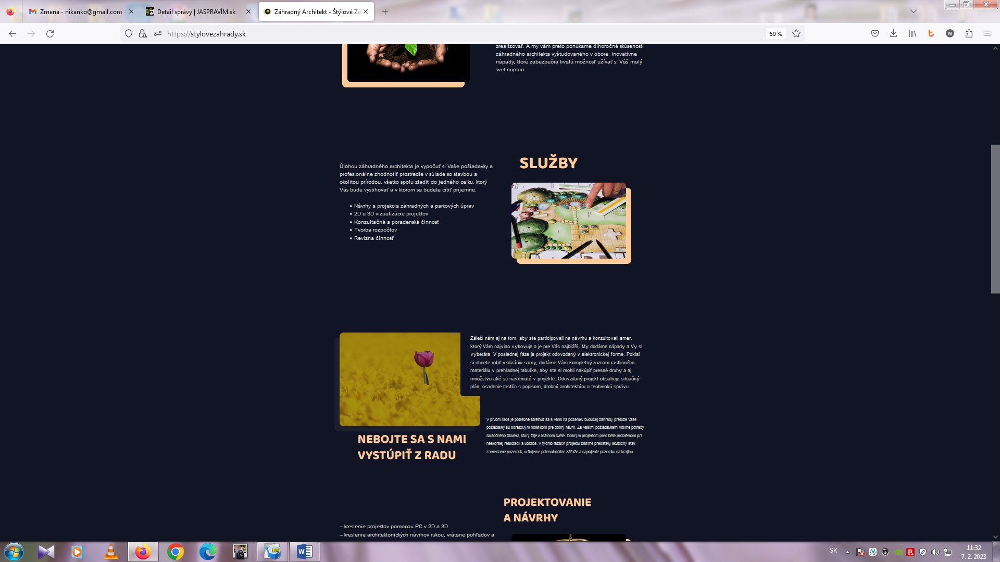 Zmena - nikanko@gmail.com -
Detail správy | JASPRAVÍM.sk
Záhradný Architekt - Štýlové Zá
https://stylovezahrady.sk
50 %
zrealizovať. A my vám preto ponúkame dlhoročné skúsenosti
záhradného architekta vyštudovaného v obore, inovatívne
nápady, ktoré zabezpečia trvalú možnosť užívať si Váš malý
svet naplno.
SLUŽBY
Úlohou záhradného architekta je vypočuť si Vaše požiadavky a
profesionálne zhodnotiť prostredie v súlade so stavbou a
okolitou prírodou, všetko spolu zladiť do jedného celku, ktorý
Vás bude vystihovať a v ktorom sa budete cítiť príjemne.
• Návrhy a projekcia záhradných a parkových úprav
• 2D a 3D vizualizácie projektov
• Konzultačná a poradenská činnosť
• Tvorba rozpočtov
• Revízna činnosť
Záleží nám aj na tom, aby ste participovali na návrhu a konzultovali smer,
ktorý Vám najviac vyhovuje a je pre Vás najbližší. My dodáme nápady a Vy si
vyberáte. V poslednej fáze je projekt odovzdaný v elektronickej forme. Pokiaľ
si chcete robiť realizáciu samy, dodáme Vám kompletný zoznam rastlinného
materiálu v prehľadnej tabuľke, aby ste si mohli nakúpiť presné druhy a aj
množstvo aké sú navrhnuté v projekte. Odovzdaný projekt obsahuje situačný
plán, osadenie rastlín s popisom, drobnú architektúru a technickú správu.
NEBOJTE SA S NAMI
VYSTÚPIŤ Z RADU
V prvom rade je potrebné stretnúť sa s Vami na pozemku budúcej záhrady, pretože Vaše
požiadavky sú odrazovým mostíkom pre dobrý návrh. Za Vašimi požiadavkami vidíme potreby
skutočného človeka, ktorý žije v reálnom svete. Dobrým projektom predídete problémom pri
neskoršej realizácii a údržbe. V týchto fázach projektu zistíme predstavy, skutočný stav,
zameriame pozemok, určujeme potencionálne záťaže a napojenie pozemku na krajinu.
PROJEKTOVANIE
A NÁVRHY
– kreslenie projektov pomocou PC v 2D a 3D
– kreslenie architektonických návrhov rukou, vrátane pohľadov a
SK
11:32
7. 2. 2023